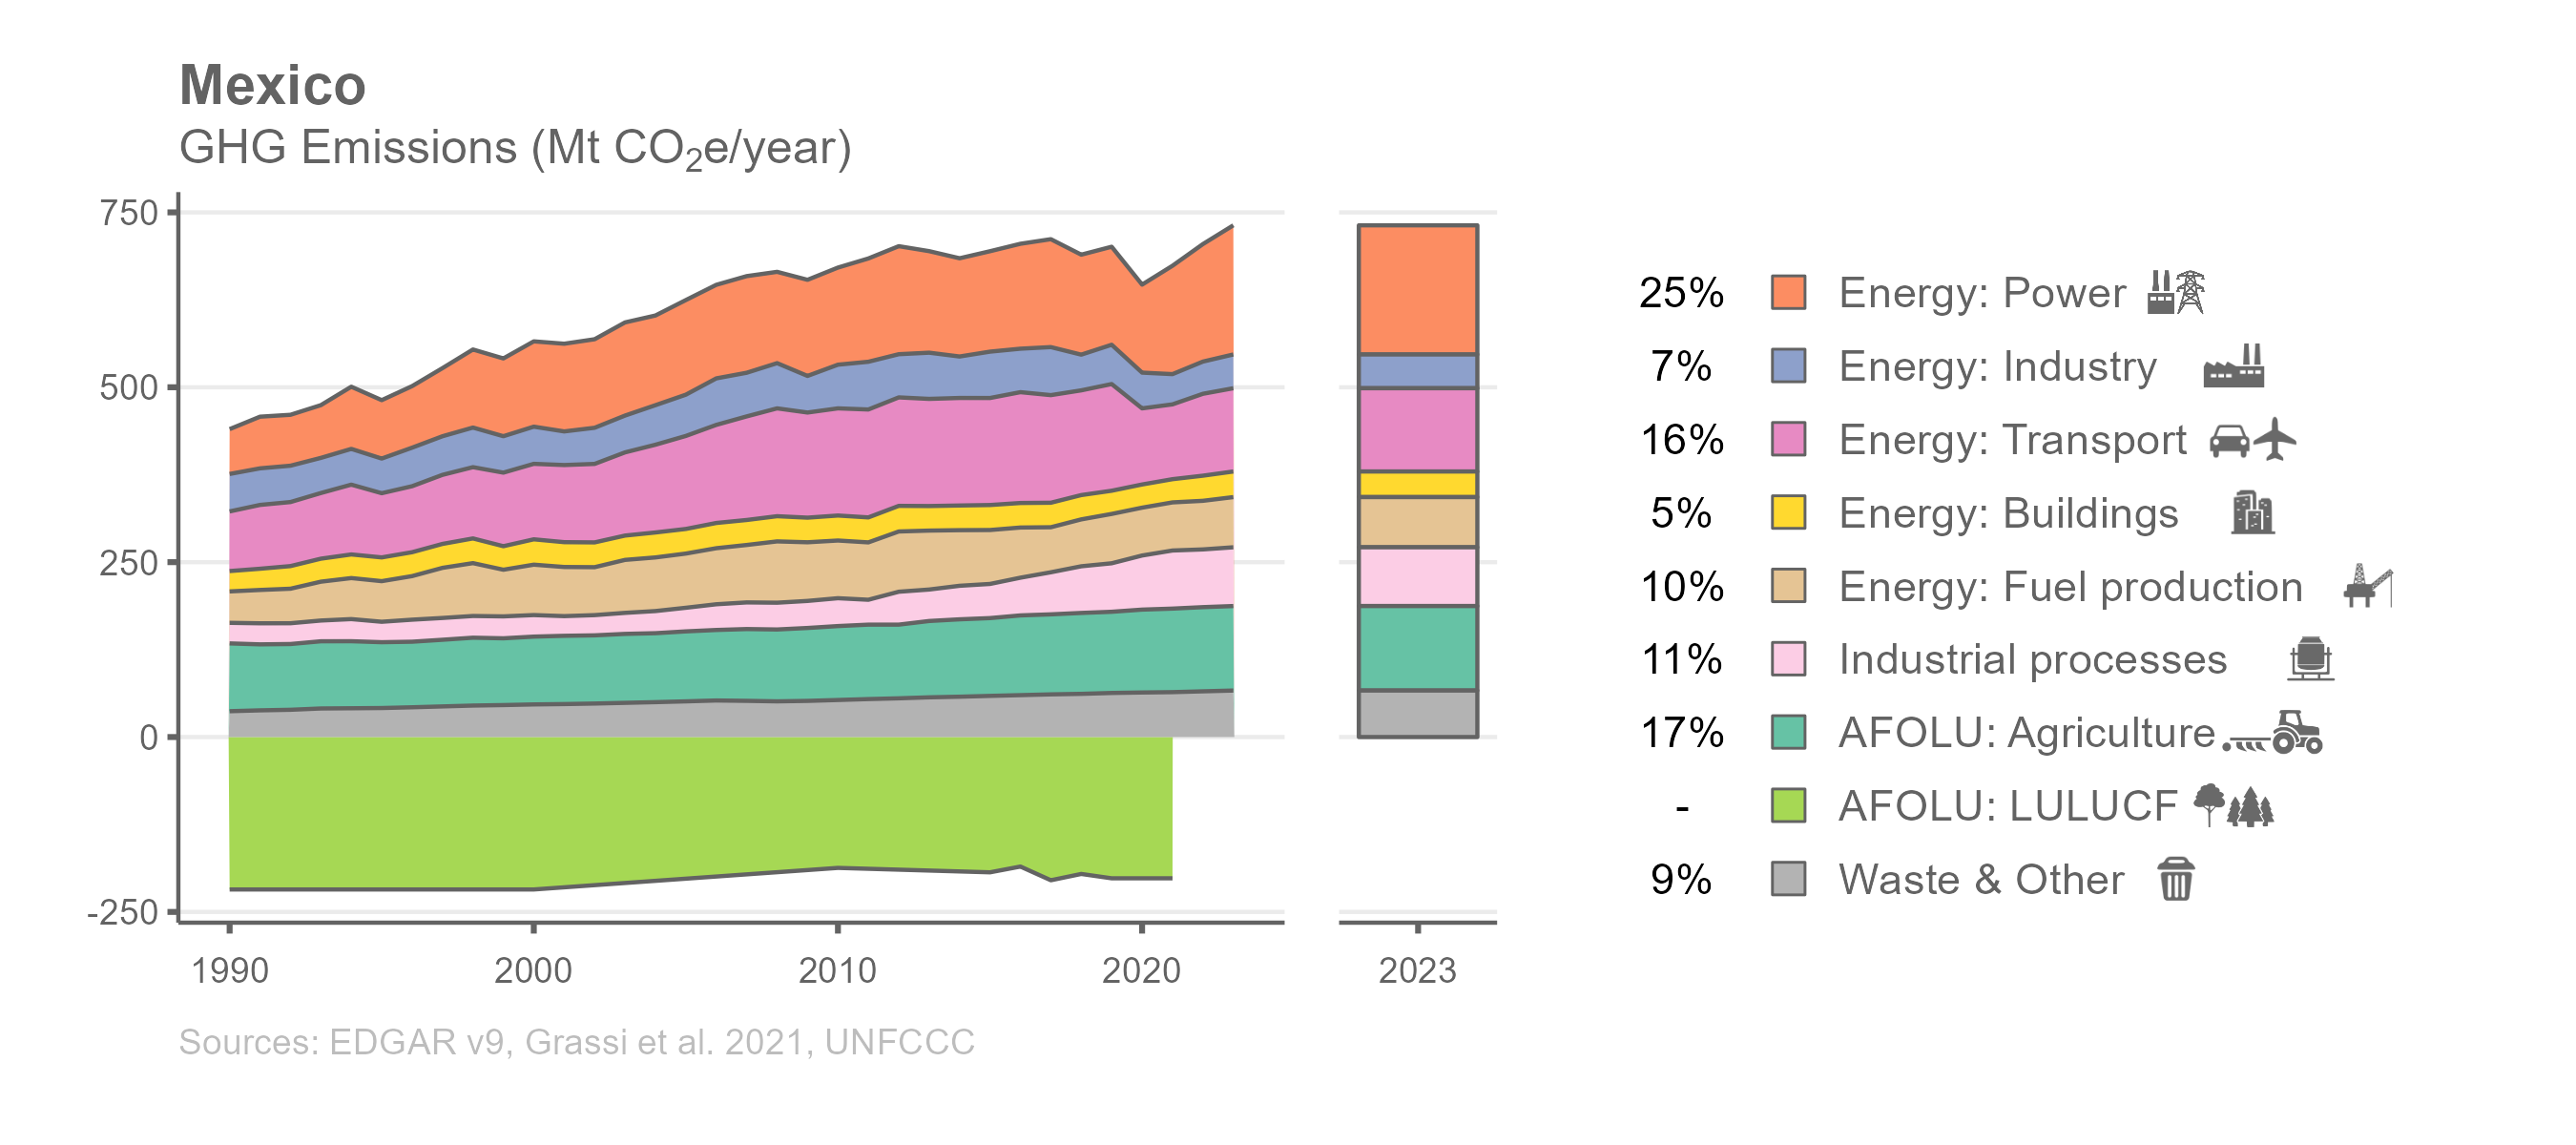 Mexico
GHG Emissions (Mt CO₂e/year)
750
500
250
0
-250
1990
2000
2010
2020
2023
25% Energy: Power
7% Energy: Industry
16% Energy: Transport
5% Energy: Buildings
10% Energy: Fuel production
11% Industrial processes
17% AFOLU: Agriculture
- AFOLU: LULUCF
9% Waste & Other
Sources: EDGAR v9, Grassi et al. 2021, UNFCCC